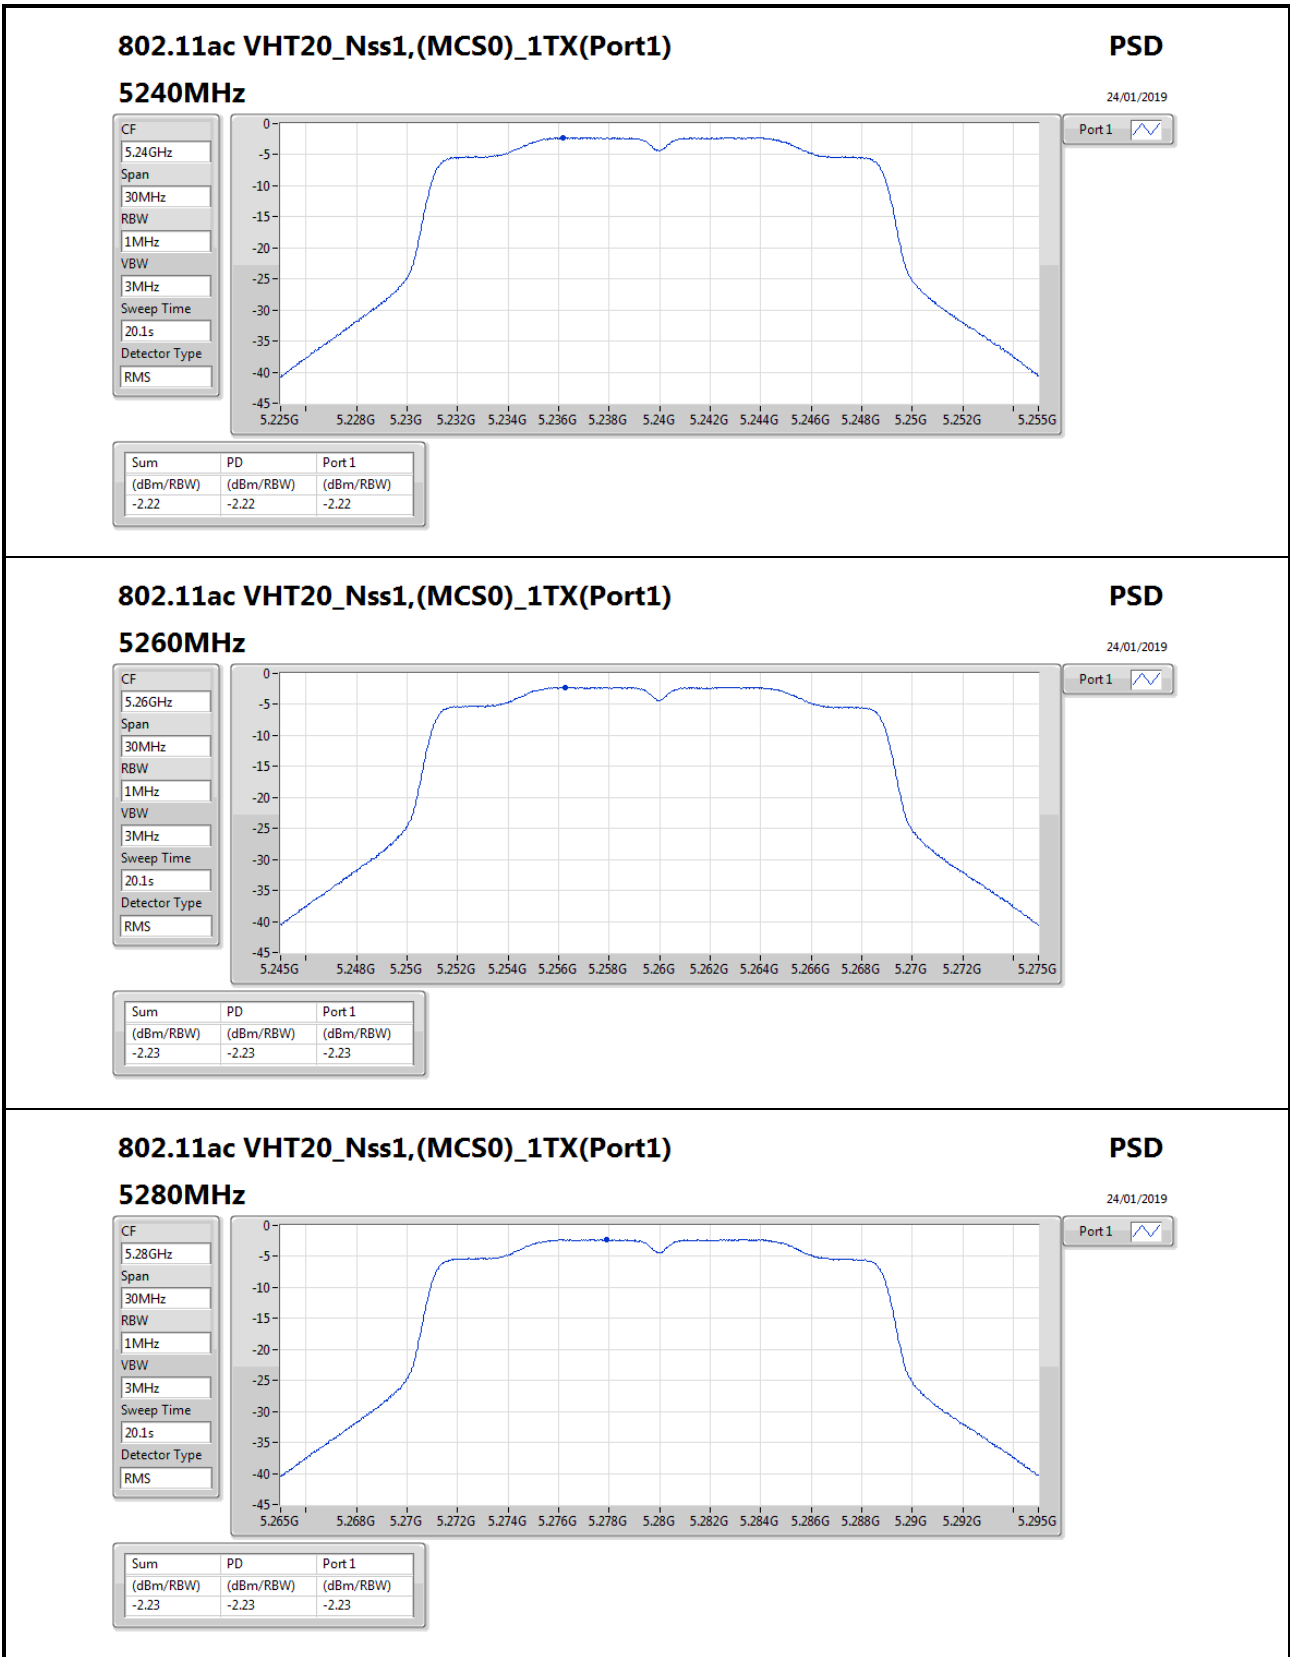 802.11ac VHT20_Nss1,(MCS0)_1TX(Port1) PSD
5240MHz 24/01/2019
CF
5.24GHz
Span
30MHz
RBW
1MHz
VBW
3MHz
Sweep Time
20.1s
Detector Type
RMS
0
-5
-10
-15
-20
-25
-30
-35
-40
-45
5.225G 5.228G 5.23G 5.232G 5.234G 5.236G 5.238G 5.24G 5.242G 5.244G 5.246G 5.248G 5.25G 5.252G 5.255G
Port 1
Sum PD Port 1
(dBm/RBW) (dBm/RBW) (dBm/RBW)
-2.22 -2.22 -2.22
802.11ac VHT20_Nss1,(MCS0)_1TX(Port1) PSD
5260MHz 24/01/2019
CF
5.26GHz
Span
30MHz
RBW
1MHz
VBW
3MHz
Sweep Time
20.1s
Detector Type
RMS
0
-5
-10
-15
-20
-25
-30
-35
-40
-45
5.245G 5.248G 5.25G 5.252G 5.254G 5.256G 5.258G 5.26G 5.262G 5.264G 5.266G 5.268G 5.27G 5.272G 5.275G
Port 1
Sum PD Port 1
(dBm/RBW) (dBm/RBW) (dBm/RBW)
-2.23 -2.23 -2.23
802.11ac VHT20_Nss1,(MCS0)_1TX(Port1) PSD
5280MHz 24/01/2019
CF
5.28GHz
Span
30MHz
RBW
1MHz
VBW
3MHz
Sweep Time
20.1s
Detector Type
RMS
0
-5
-10
-15
-20
-25
-30
-35
-40
-45
5.265G 5.268G 5.27G 5.272G 5.274G 5.276G 5.278G 5.28G 5.282G 5.284G 5.286G 5.288G 5.29G 5.292G 5.295G
Port 1
Sum PD Port 1
(dBm/RBW) (dBm/RBW) (dBm/RBW)
-2.23 -2.23 -2.23